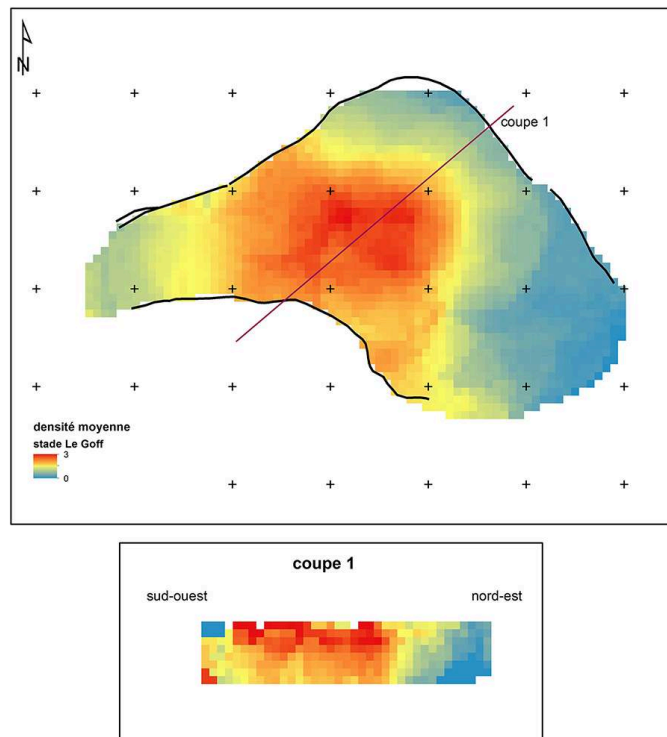 N
coupe 1
densité moyenne
stade Le Goff
3
0
coupe 1
sud-ouest
nord-est